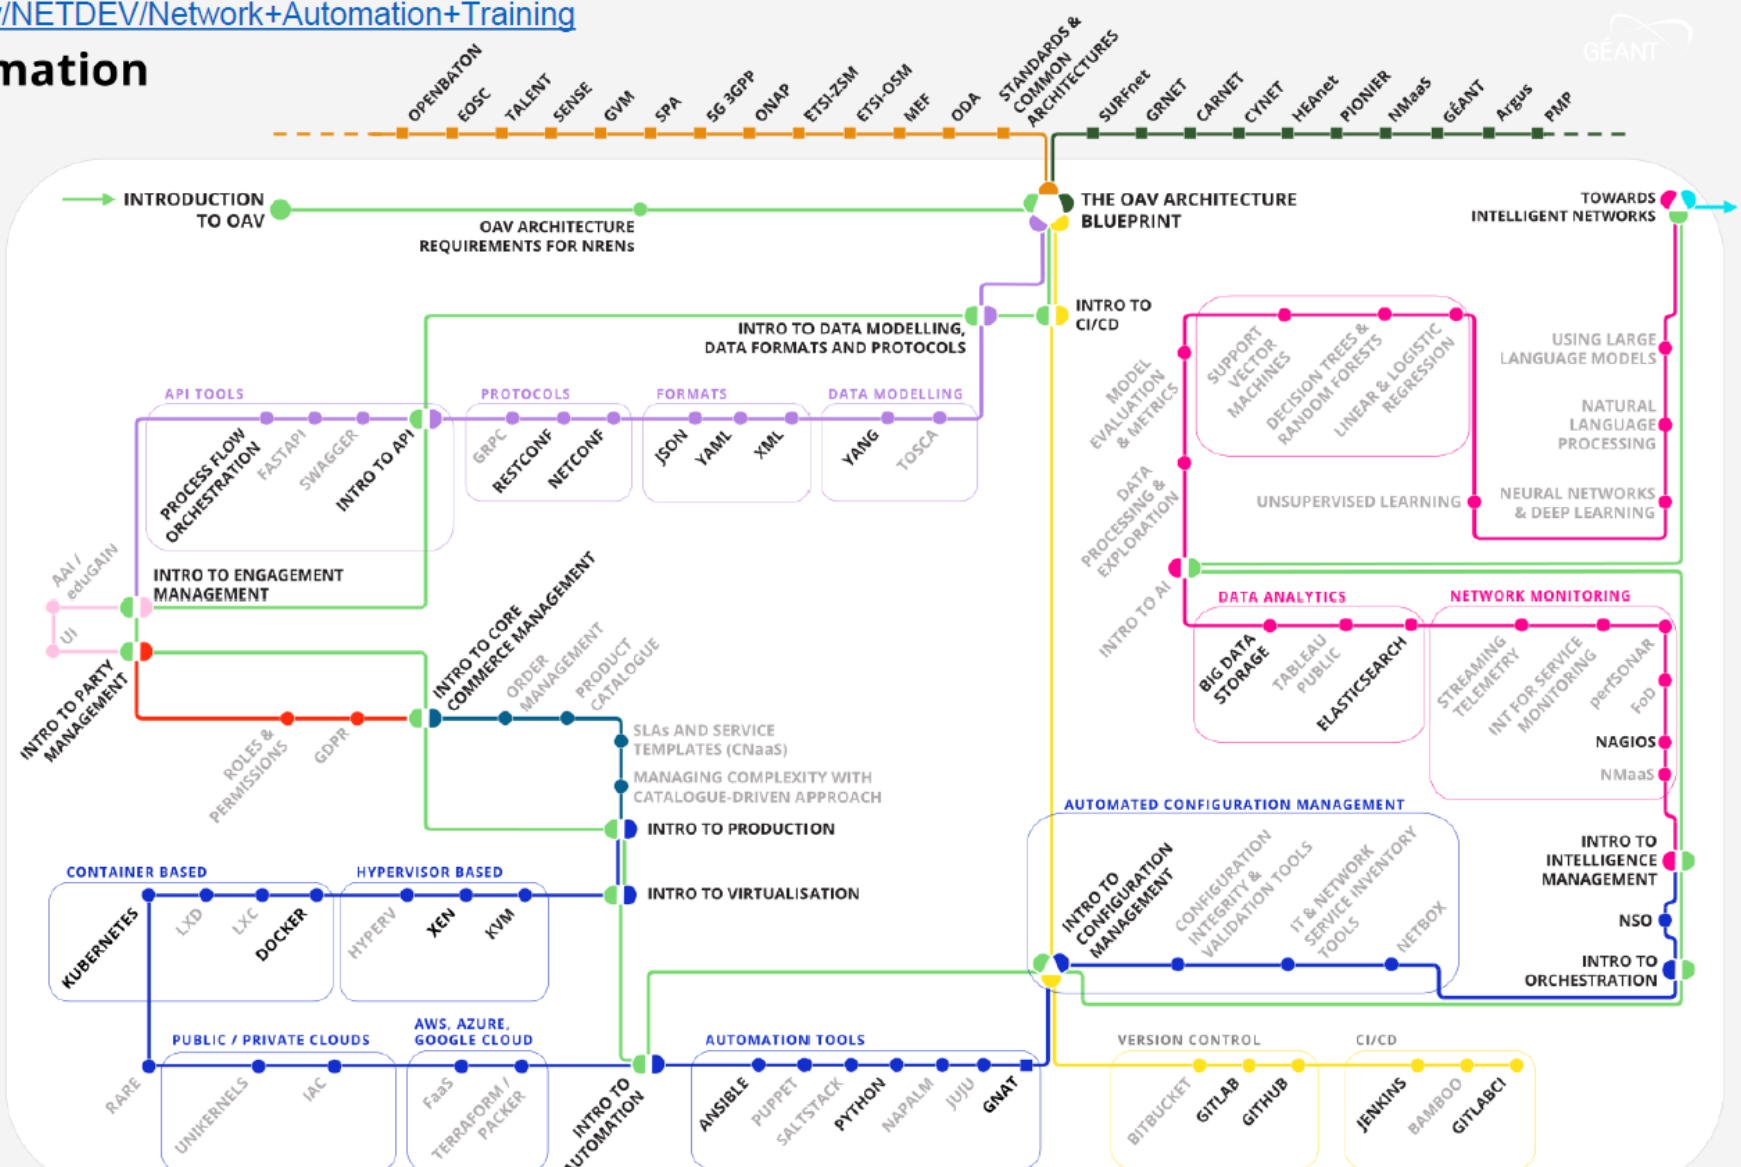 /NETDEV/Network+Automation+Training
mation
GÉANT
OPENBATON
EOSC
TALENT
SENSE
GVM
SPA
5G 3GPP
ONAP
ETSI-ZSM
ETSI-OSM
MEF
ODA
STANDARDS &
COMMON
ARCHITECTURES
SURFnet
GRNET
CARNET
CYNET
HEAnet
PIONIER
NMaaS
GÉANT
Argus
PMP
INTRODUCTION
TO OAV
OAV ARCHITECTURE
REQUIREMENTS FOR NRENs
THE OAV ARCHITECTURE
BLUEPRINT
TOWARDS
INTELLIGENT NETWORKS
INTRO TO
CI/CD
INTRO TO DATA MODELLING,
DATA FORMATS AND PROTOCOLS
API TOOLS
PROCESS FLOW
ORCHESTRATION
FASTAPI
SWAGGER
INTRO TO API
PROTOCOLS
GRPC
RESTCONF
NETCONF
FORMATS
JSON
YAML
XML
DATA MODELLING
YANG
TOSCA
MODEL
EVALUATION
& METRICS
SUPPORT
VECTOR
MACHINES
DECISION TREES &
RANDOM FORESTS
LINEAR & LOGISTIC
REGRESSION
USING LARGE
LANGUAGE MODELS
NATURAL
LANGUAGE
PROCESSING
NEURAL NETWORKS
& DEEP LEARNING
UNSUPERVISED LEARNING
DATA
PROCESSING &
EXPLORATION
INTRO TO AI
AAI /
eduGAIN
UI
INTRO TO ENGAGEMENT
MANAGEMENT
INTRO TO PARTY
MANAGEMENT
ROLES &
PERMISSIONS
GDPR
INTRO TO CORE
COMMERCE MANAGEMENT
ORDER
MANAGEMENT
PRODUCT
CATALOGUE
SLAs AND SERVICE
TEMPLATES (CNaaS)
MANAGING COMPLEXITY WITH
CATALOGUE-DRIVEN APPROACH
INTRO TO PRODUCTION
INTRO TO VIRTUALISATION
DATA ANALYTICS
BIG DATA
STORAGE
TABLEAU
PUBLIC
ELASTICSEARCH
NETWORK MONITORING
STREAMING
TELEMETRY
INT FOR SERVICE
MONITORING
perfSONAR
FoD
NAGIOS
NMaaS
INTRO TO
INTELLIGENCE
MANAGEMENT
NSO
INTRO TO
ORCHESTRATION
AUTOMATED CONFIGURATION MANAGEMENT
INTRO TO
CONFIGURATION
MANAGEMENT
CONFIGURATION
INTEGRITY &
VALIDATION TOOLS
IT & NETWORK
SERVICE INVENTORY
TOOLS
NETBOX
CONTAINER BASED
KUBERNETES
LXD
LXC
DOCKER
HYPERVISOR BASED
HYPERV
XEN
KVM
RARE
PUBLIC / PRIVATE CLOUDS
UNIKERNELS
IAC
AWS, AZURE,
GOOGLE CLOUD
FaaS
TERRAFORM /
PACKER
INTRO TO
AUTOMATION
AUTOMATION TOOLS
ANSIBLE
PUPPET
SALTSTACK
PYTHON
NAPALM
JUJU
GNAT
VERSION CONTROL
BITBUCKET
GITLAB
GITHUB
CI/CD
JENKINS
BAMBOO
GITLABCI